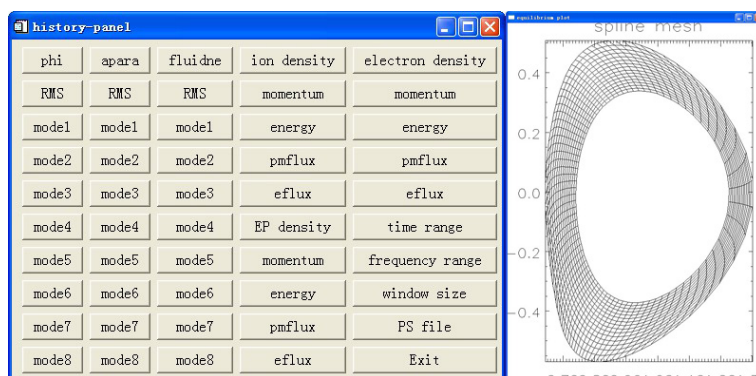 history-panel
phi apara fluidne ion density electron density
RMS RMS RMS momentum momentum
mode1 mode1 mode1 energy energy
mode2 mode2 mode2 pmflux pmflux
mode3 mode3 mode3 eflux eflux
mode4 mode4 mode4 EP density time range
mode5 mode5 mode5 momentum frequency range
mode6 mode6 mode6 energy window size
mode7 mode7 mode7 pmflux PS file
mode8 mode8 mode8 eflux Exit
equilibrium plot
spline mesh
0.4
0.2
0.0
-0.2
-0.4